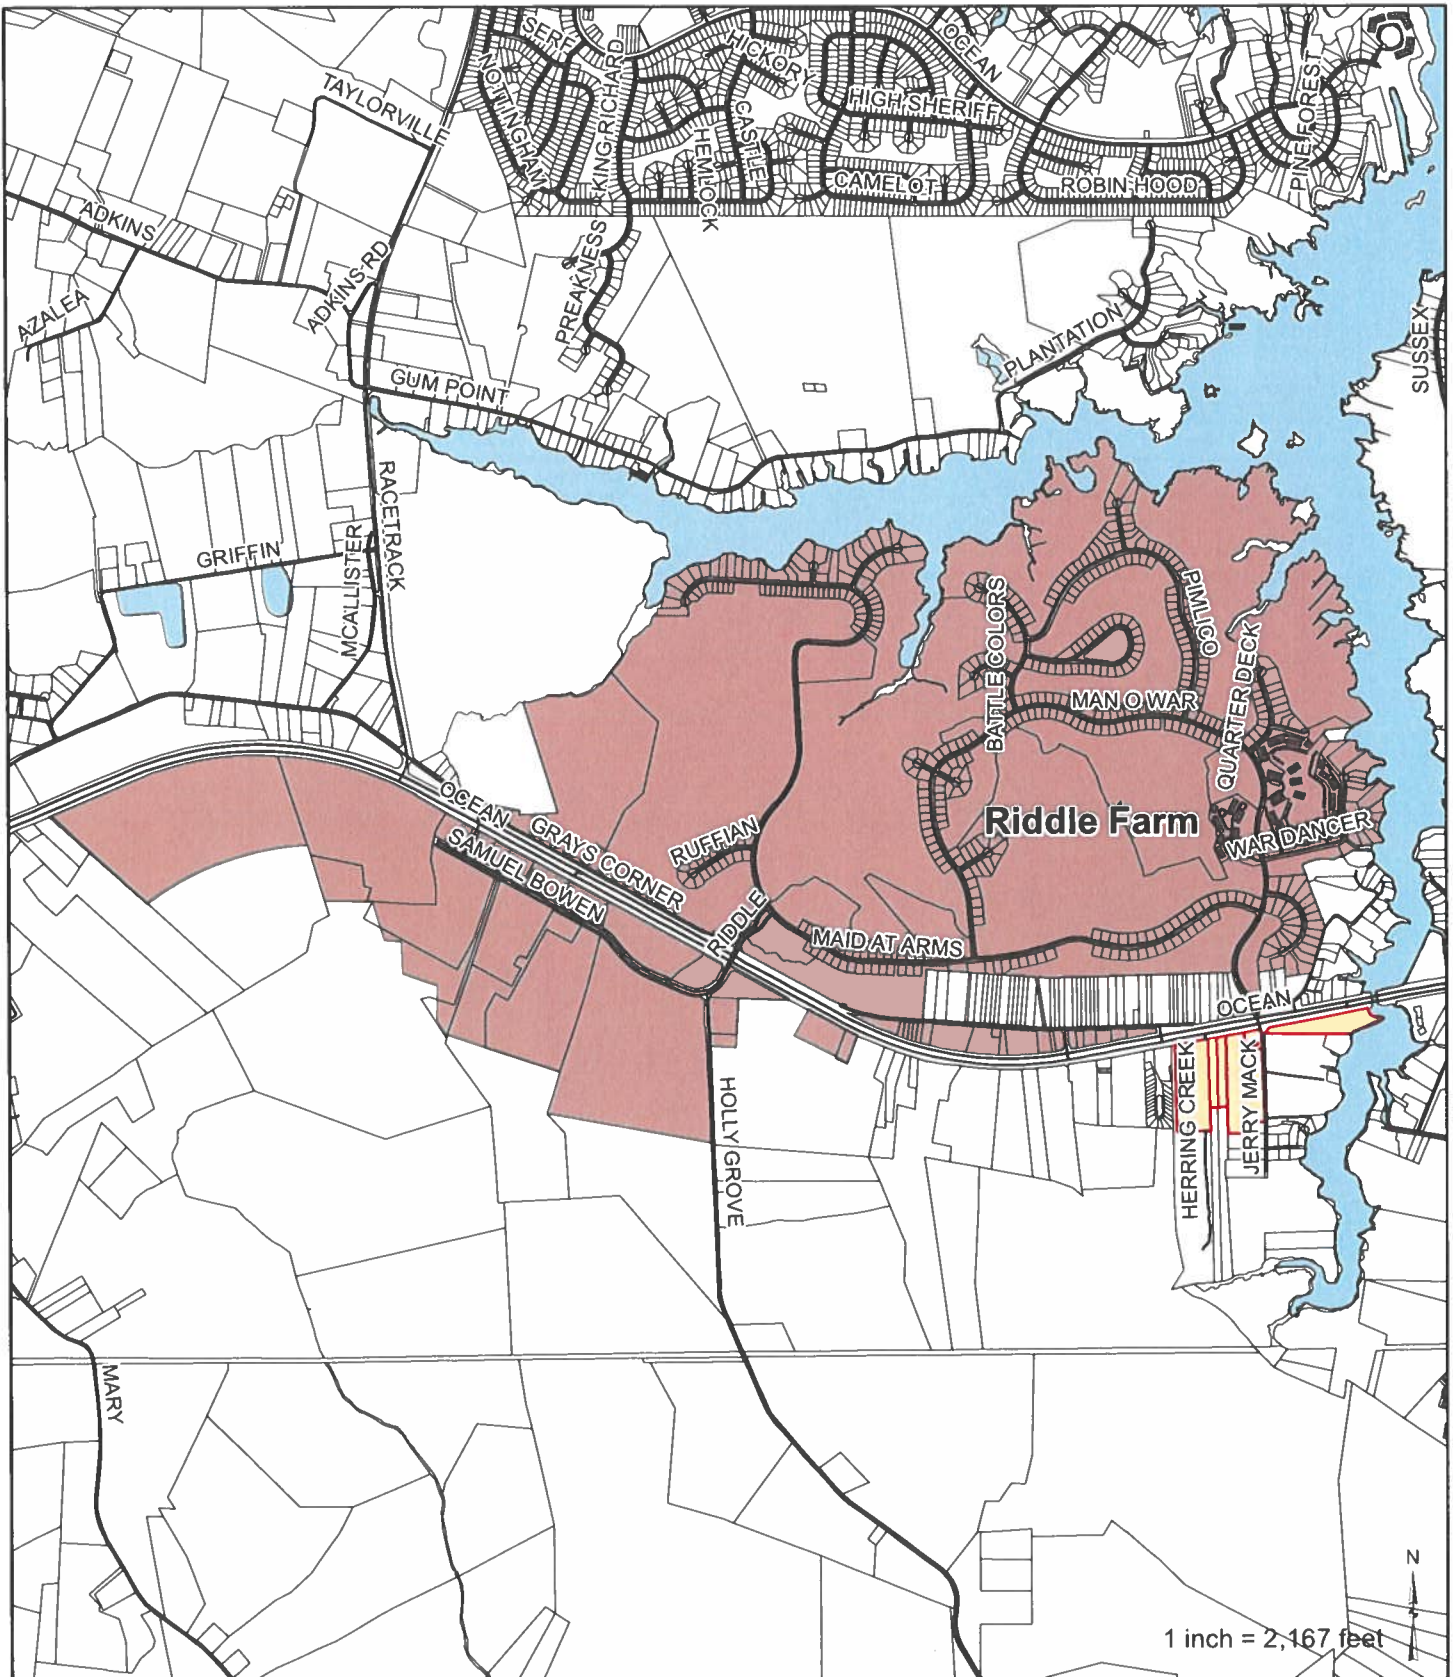 SERF
HICKORY
OCEAN
TAYLORVILLE
NOTTINGHAM
KING RICHARD
HEMLOCK
CASTLE
HIGH SHERIFF
PINE FOREST
CAMELOT
ROBIN HOOD
ADKINS
ADKINS RD
AZALEA
PREAKNESS
PLANTATION
SUSSEX
GUM POINT
RACETRACK
GRIFFIN
MCALLISTER
BATTLE COLORS
PIMLICO
QUARTER DECK
MAN O WAR
OCEAN
GRAYS CORNER
SAMUEL BOWEN
RUFFIAN
Riddle Farm
WAR DANCER
RIDDLE
MAID AT ARMS
OCEAN
HOLLY GROVE
HERRING CREEK
JERRY MACK
MARY
N
1 inch = 2,167 feet